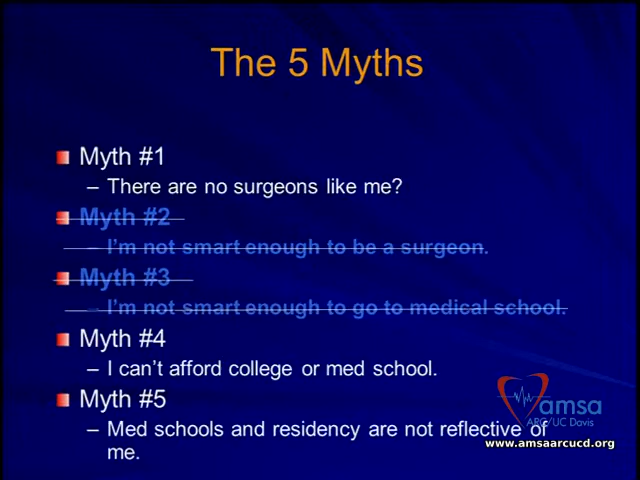 The 5 Myths
Myth #1
– There are no surgeons like me?
Myth #2
– I'm not smart enough to be a surgeon.
Myth #3
– I'm not smart enough to go to medical school.
Myth #4
– I can't afford college or med school.
Myth #5
– Med schools and residency are not reflective of
me.
amsa
ARC/UC Davis
www.amsaarcucd.org